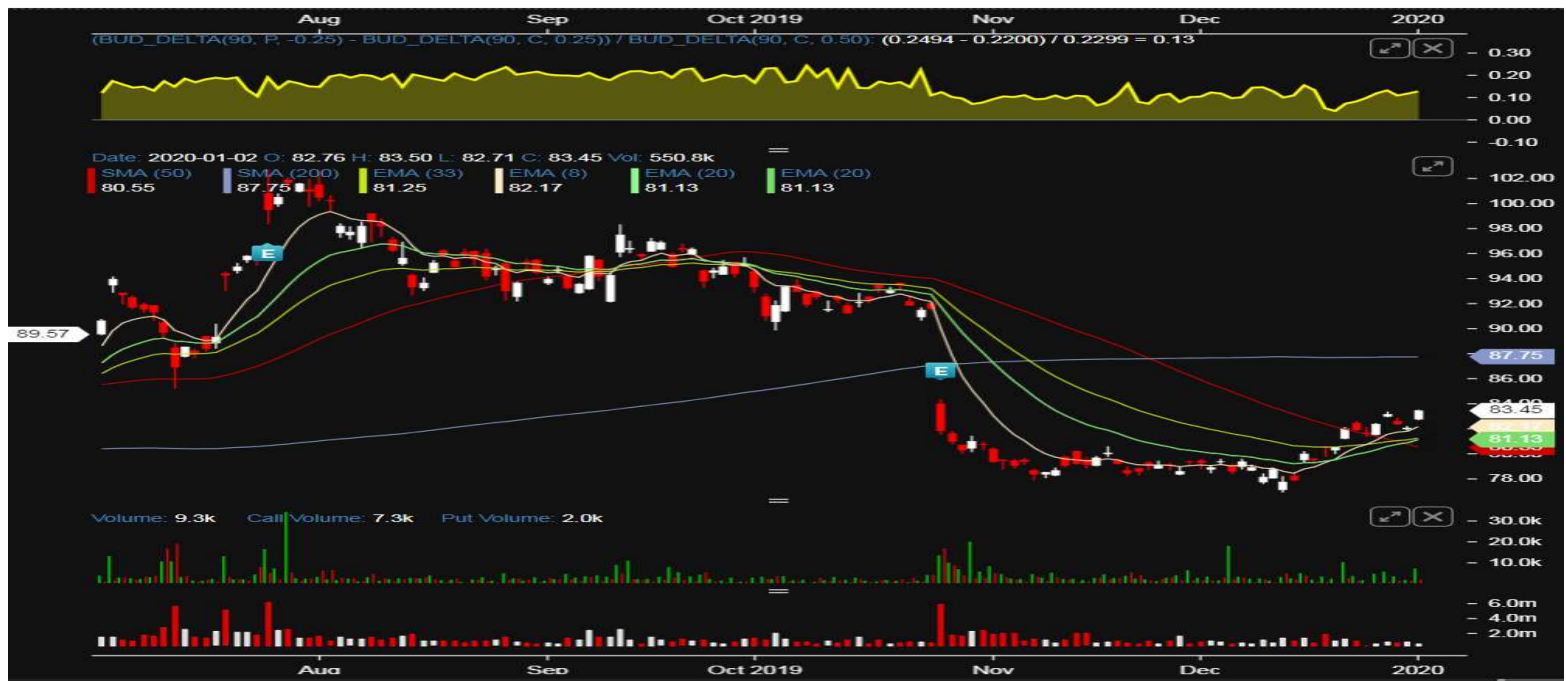 Aug Sep Oct 2019 Nov Dec 2020
(BUD_DELTA(90, P, -0.25) - BUD_DELTA(90, C, 0.25)) / BUD_DELTA(90, C, 0.50): (0.2494 - 0.2200) / 0.2299 = 0.13
0.30
0.20
0.10
0.00
-0.10
Date: 2020-01-02 O: 82.76 H: 83.50 L: 82.71 C: 83.45 Vol: 550.8k
SMA (50) SMA (200) EMA (33) EMA (8) EMA (20) EMA (20)
80.55 87.75 81.25 82.17 81.13 81.13
102.00
100.00
98.00
96.00
E
94.00
92.00
90.00
89.57
87.75
E
86.00
84.00
83.45
82.17
81.13
78.00
Volume: 9.3k Call Volume: 7.3k Put Volume: 2.0k
30.0k
20.0k
10.0k
6.0m
4.0m
2.0m
Aug Sep Oct 2019 Nov Dec 2020